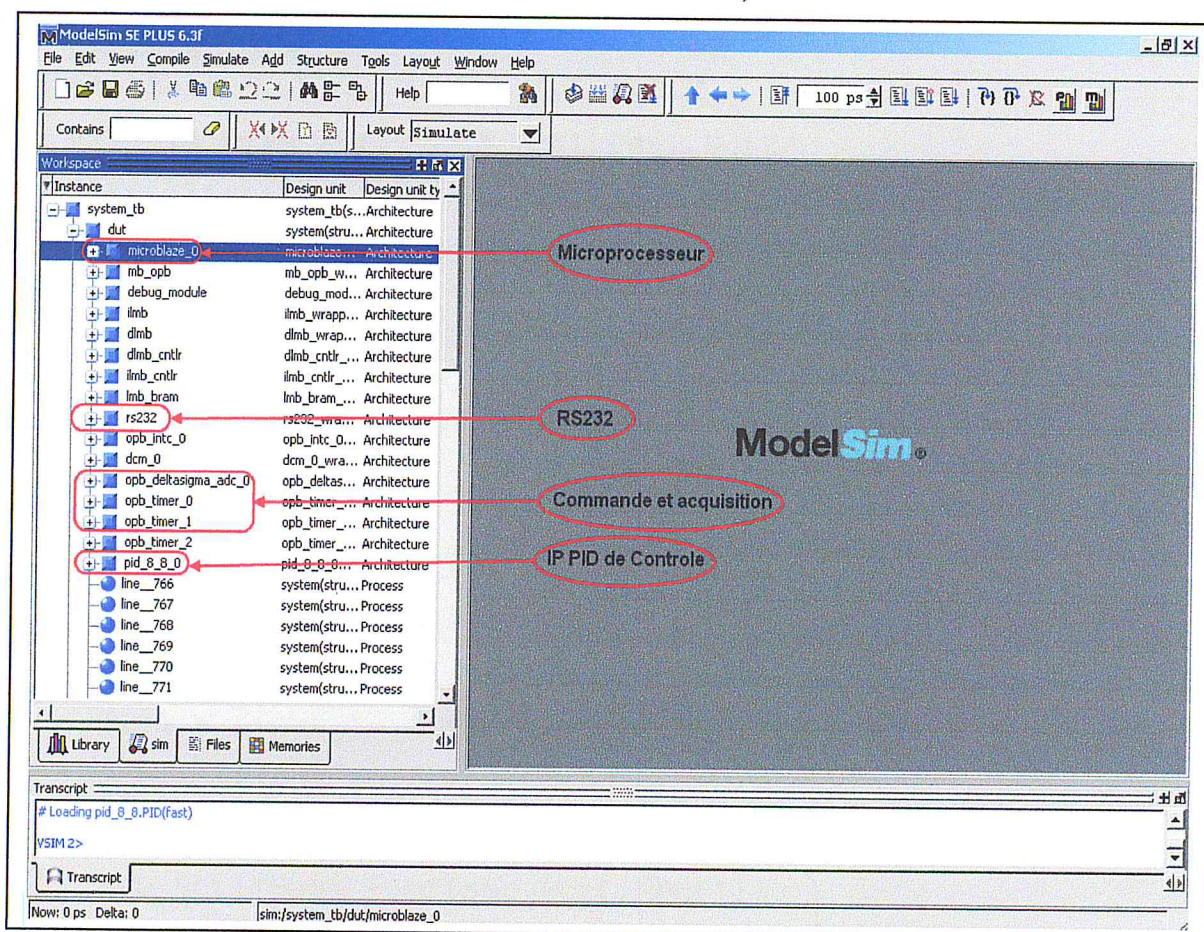 ModelSim SE PLUS 6.3f
File Edit View Compile Simulate Add Structure Tools Layout Window Help
Help 100 ps
Contains Layout Simulate
Workspace
Instance Design unit Design unit ty
system_tb system_tb(s... Architecture
dut system(stru... Architecture
microblaze_0 microblaze... Architecture
Microprocesseur
mb_opb mb_opb_w... Architecture
debug_module debug_mod... Architecture
ilmb ilmb_wrapp... Architecture
dlmb dlmb_wrap... Architecture
dlmb_cntlr dlmb_cntlr_... Architecture
ilmb_cntlr ilmb_cntlr_... Architecture
lmb_bram lmb_bram_... Architecture
rs232 rs232_wra... Architecture
RS232
opb_intc_0 opb_intc_0... Architecture
ModelSim®
dcm_0 dcm_0_wra... Architecture
opb_deltasigma_adc_0 opb_deltas... Architecture
opb_timer_0 opb_timer_... Architecture
Commande et acquisition
opb_timer_1 opb_timer_... Architecture
opb_timer_2 opb_timer_... Architecture
pid_8_8_0 pid_8_8_0... Architecture
IP PID de Controle
line__766 system(stru... Process
line__767 system(stru... Process
line__768 system(stru... Process
line__769 system(stru... Process
line__770 system(stru... Process
line__771 system(stru... Process
Library sim Files Memories
Transcript
# Loading pid_8_8.PID(fast)
VSIM 2>
Transcript
Now: 0 ps Delta: 0 sim:/system_tb/dut/microblaze_0